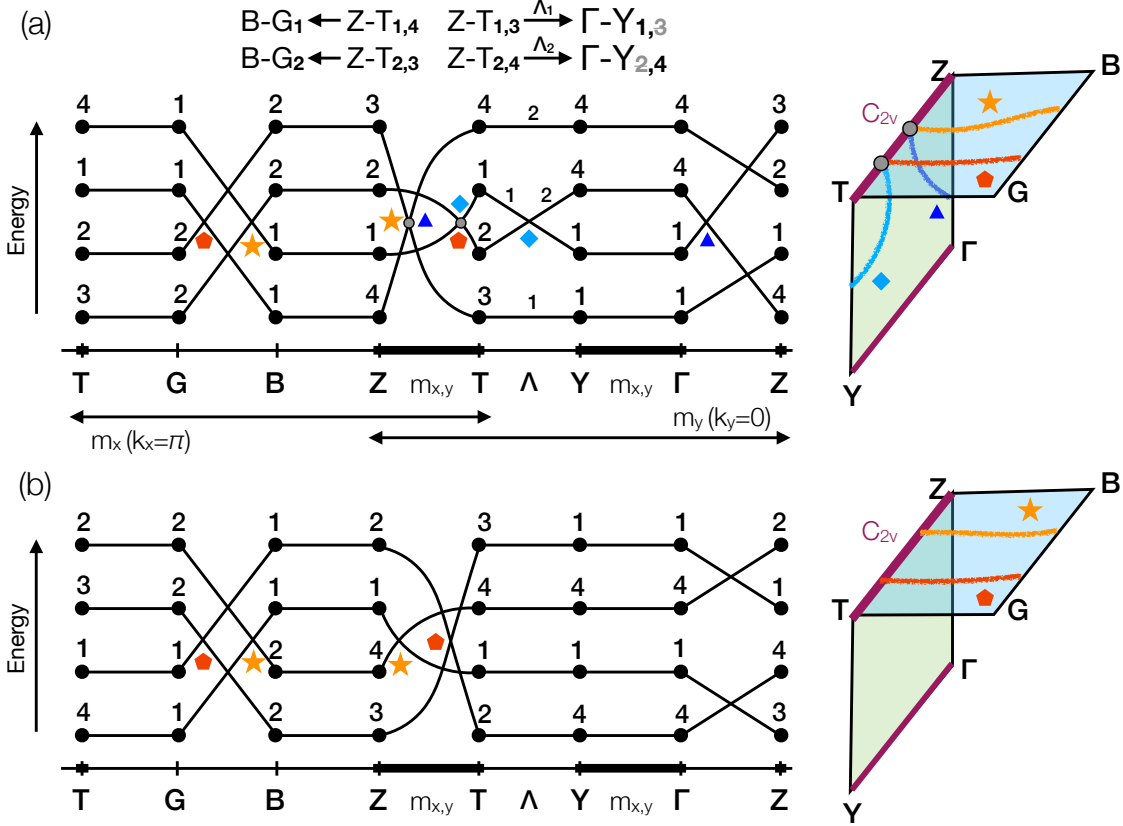 (a)
B-G1 ← Z-T1,4 Z-T1,3 Λ1 → Γ-Y1,3
B-G2 ← Z-T2,3 Z-T2,4 Λ2 → Γ-Y2,4
Energy
4 1 2 3 4 2 4 4 3
1 1 2 2 1 1 2 4 4 2
2 2 1 1 2 1 1 1
3 2 1 4 3 1 1 1 4
T G B Z mx,y T Λ Y mx,y Γ Z
mx (kx=π)
my (ky=0)
Z
B
C2v
T
G
Γ
Y
(b)
Energy
2 2 1 2 3 1 1 2
3 2 1 1 4 4 4 1
1 1 2 4 1 1 1 4
4 1 2 3 2 4 4 3
T G B Z mx,y T Λ Y mx,y Γ Z
Z
B
C2v
T
G
Γ
Y